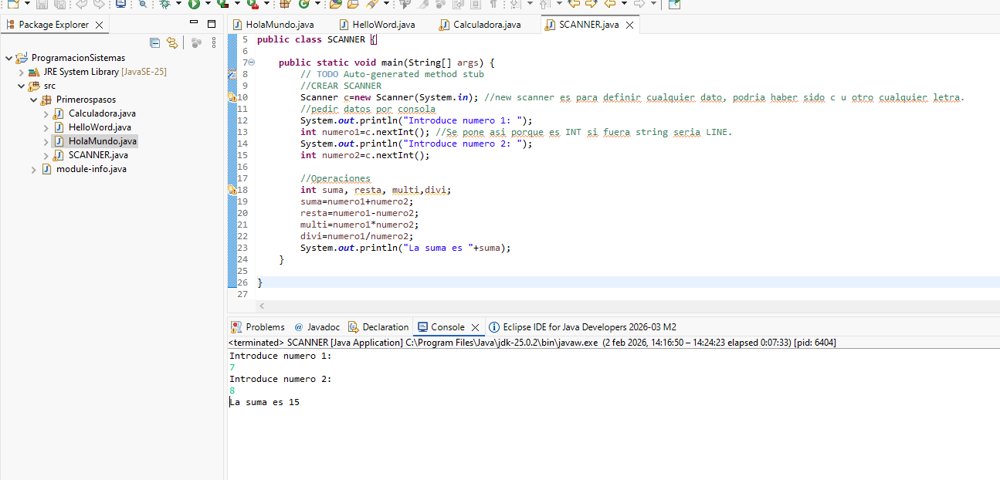 Package Explorer
HolaMundo.java
HelloWord.java
Calculadora.java
SCANNER.java
ProgramacionSistemas
JRE System Library [JavaSE-25]
src
Primerospasos
Calculadora.java
HelloWord.java
HolaMundo.java
SCANNER.java
module-info.java
5 public class SCANNER {
6
7 public static void main(String[] args) {
8 // TODO Auto-generated method stub
9 //CREAR SCANNER
10 Scanner c=new Scanner(System.in); //new scanner es para definir cualquier dato, podria haber sido c u otro cualquier letra.
11 //pedir datos por consola
12 System.out.println("Introduce numero 1: ");
13 int numero1=c.nextInt(); //Se pone asi porque es INT si fuera string seria LINE.
14 System.out.println("Introduce numero 2: ");
15 int numero2=c.nextInt();
16
17 //Operaciones
18 int suma, resta, multi,divi;
19 suma=numero1+numero2;
20 resta=numero1-numero2;
21 multi=numero1*numero2;
22 divi=numero1/numero2;
23 System.out.println("La suma es "+suma);
24 }
25
26 }
27
Problems @ Javadoc Declaration Console Eclipse IDE for Java Developers 2026-03 M2
<terminated> SCANNER [Java Application] C:\Program Files\Java\jdk-25.0.2\bin\javaw.exe (2 feb 2026, 14:16:50 – 14:24:23 elapsed 0:07:33) [pid: 6404]
Introduce numero 1:
7
Introduce numero 2:
8
La suma es 15